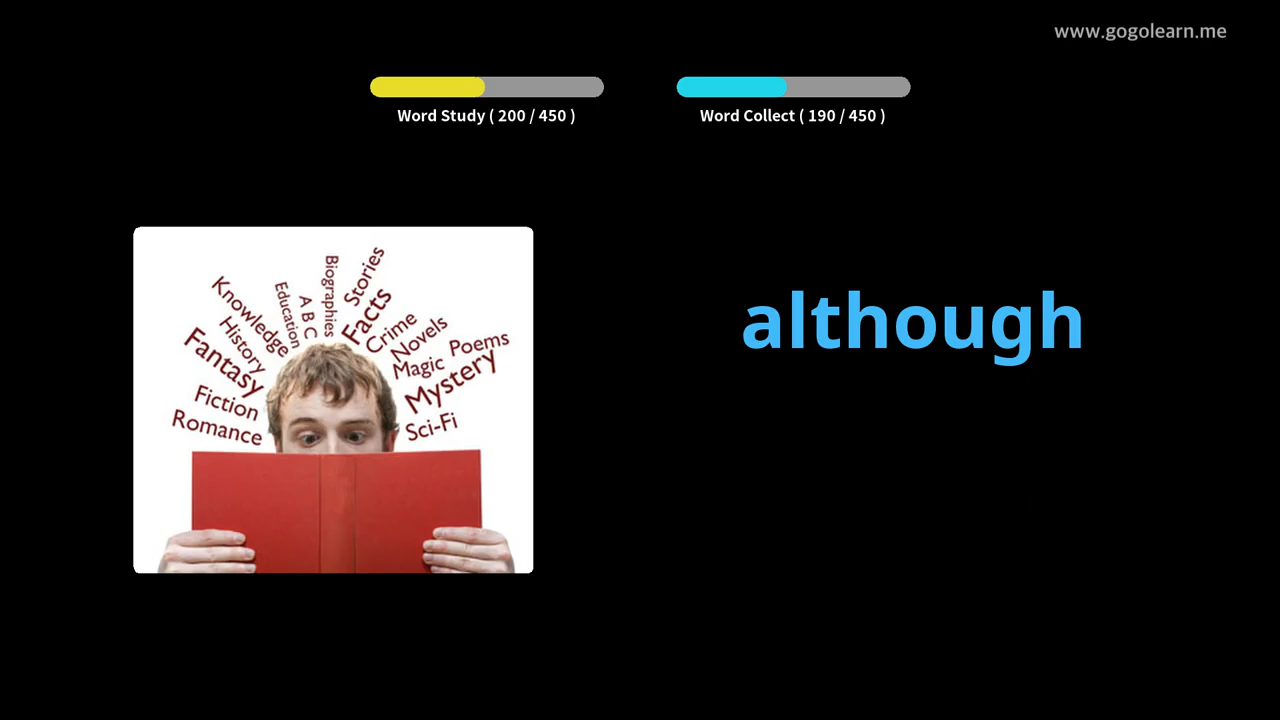 www.gogolearn.me
Word Study ( 200 / 450 )
Word Collect ( 190 / 450 )
although
Biographies
Stories
Education
A B C
Facts
Knowledge
Crime
History
Novels
Fantasy
Magic
Poems
Mystery
Fiction
Romance
Sci-Fi